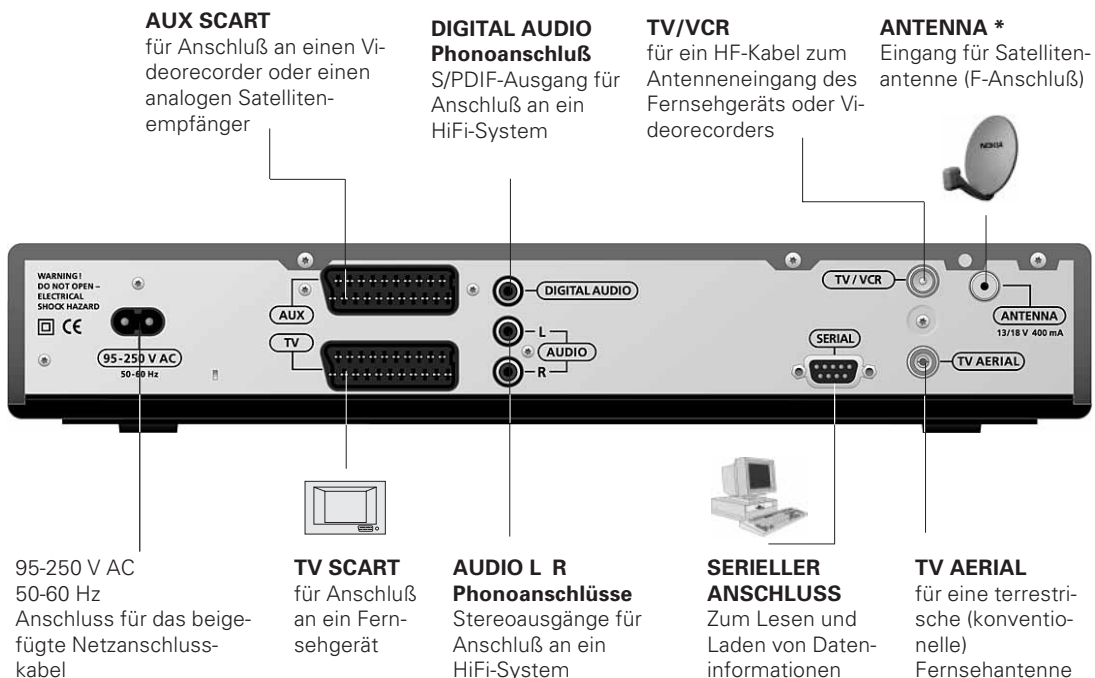 AUX SCART
für Anschluß an einen Vi-
deorecorder oder einen
analogen Satelliten-
empfänger
DIGITAL AUDIO
Phonoanschluß
S/PDIF-Ausgang für
Anschluß an ein
HiFi-System
TV/VCR
für ein HF-Kabel zum
Antenneneingang des
Fernsehgeräts oder Vi-
deorecorders
ANTENNA *
Eingang für Satelliten-
antenne (F-Anschluß)
NOKIA
WARNING!
DO NOT OPEN –
ELECTRICAL
SHOCK HAZARD
CE
95-250 V AC
50-60 Hz
AUX
TV
DIGITAL AUDIO
L
AUDIO
R
SERIAL
TV / VCR
ANTENNA
13/18 V 400 mA
TV AERIAL
95-250 V AC
50-60 Hz
Anschluss für das beige-
fügte Netzanschluss-
kabel
TV SCART
für Anschluß
an ein Fern-
sehgerät
AUDIO L R
Phonoanschlüsse
Stereoausgänge für
Anschluß an ein
HiFi-System
SERIELLER
ANSCHLUSS
Zum Lesen und
Laden von Daten-
informationen
TV AERIAL
für eine terrestri-
sche (konventio-
nelle)
Fernsehantenne